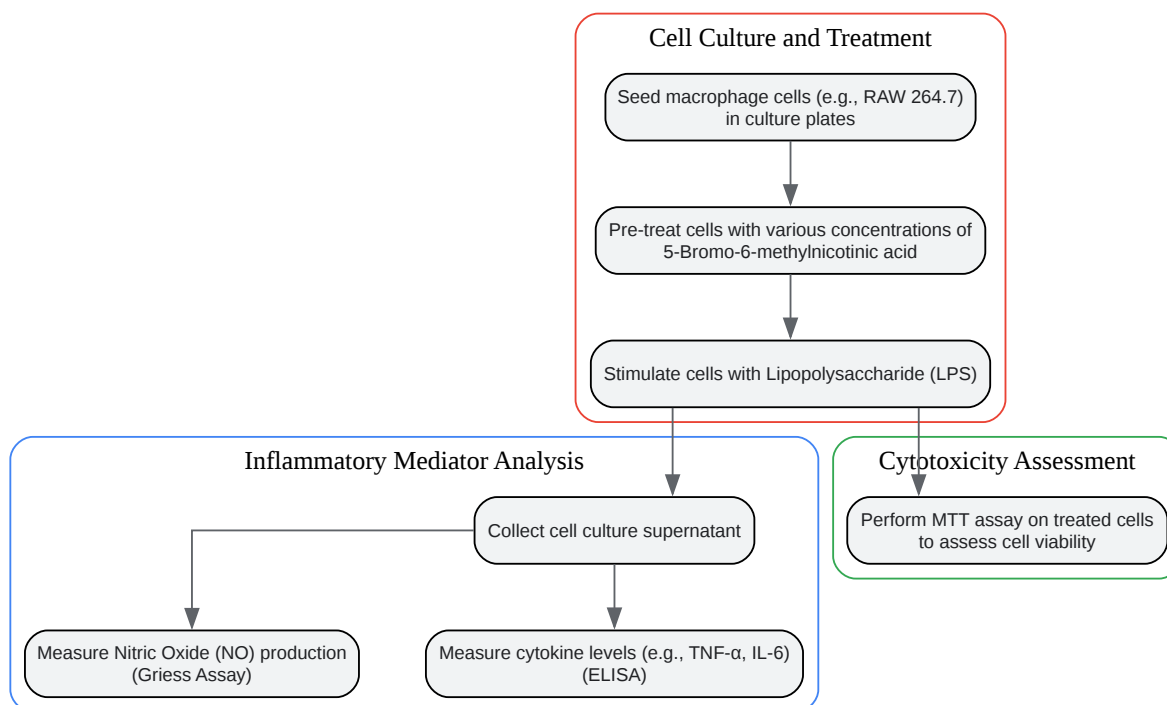 Cell Culture and Treatment
Seed macrophage cells (e.g., RAW 264.7)
in culture plates
Pre-treat cells with various concentrations of
5-Bromo-6-methylnicotinic acid
Stimulate cells with Lipopolysaccharide (LPS)
Inflammatory Mediator Analysis
Collect cell culture supernatant
Measure Nitric Oxide (NO) production
(Griess Assay)
Measure cytokine levels (e.g., TNF-α, IL-6)
(ELISA)
Cytotoxicity Assessment
Perform MTT assay on treated cells
to assess cell viability